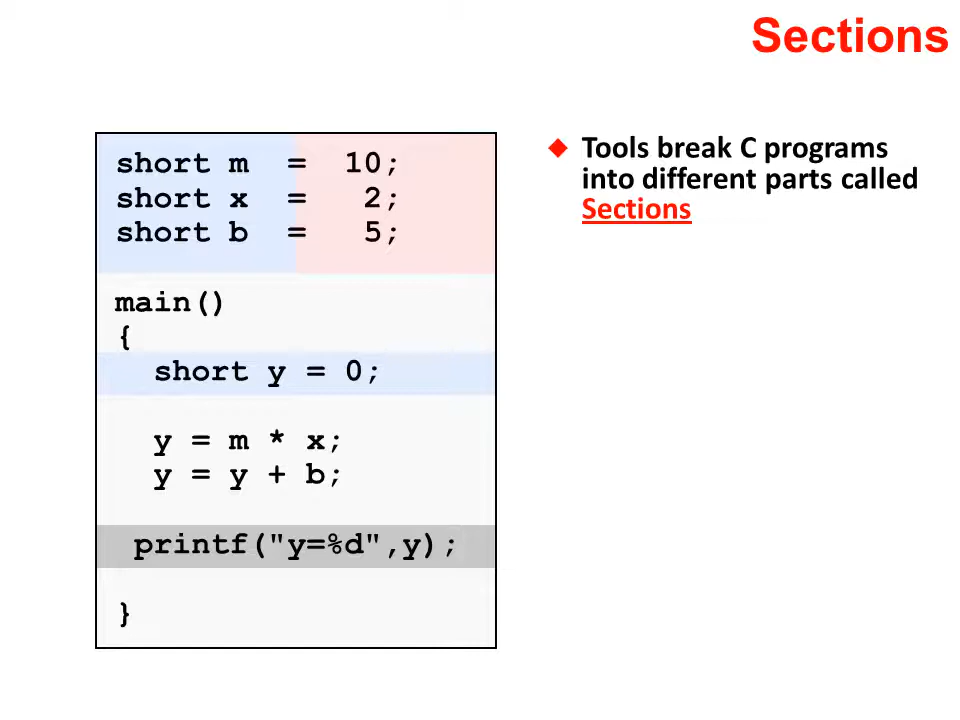 Sections
short m  =  10;
short x  =   2;
short b  =   5;
main()
{
  short y = 0;
  y = m * x;
  y = y + b;
 printf("y=%d",y);
}
Tools break C programs
into different parts called
Sections